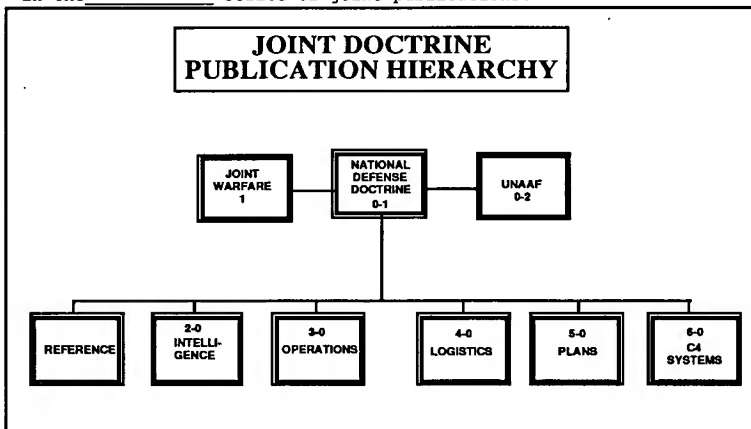 JOINT DOCTRINE
PUBLICATION HIERARCHY
JOINT
WARFARE
1
NATIONAL
DEFENSE
DOCTRINE
0-1
UNAAF
0-2
REFERENCE
2-0
INTELLI-
GENCE
3-0
OPERATIONS
4-0
LOGISTICS
5-0
PLANS
6-0
C4
SYSTEMS